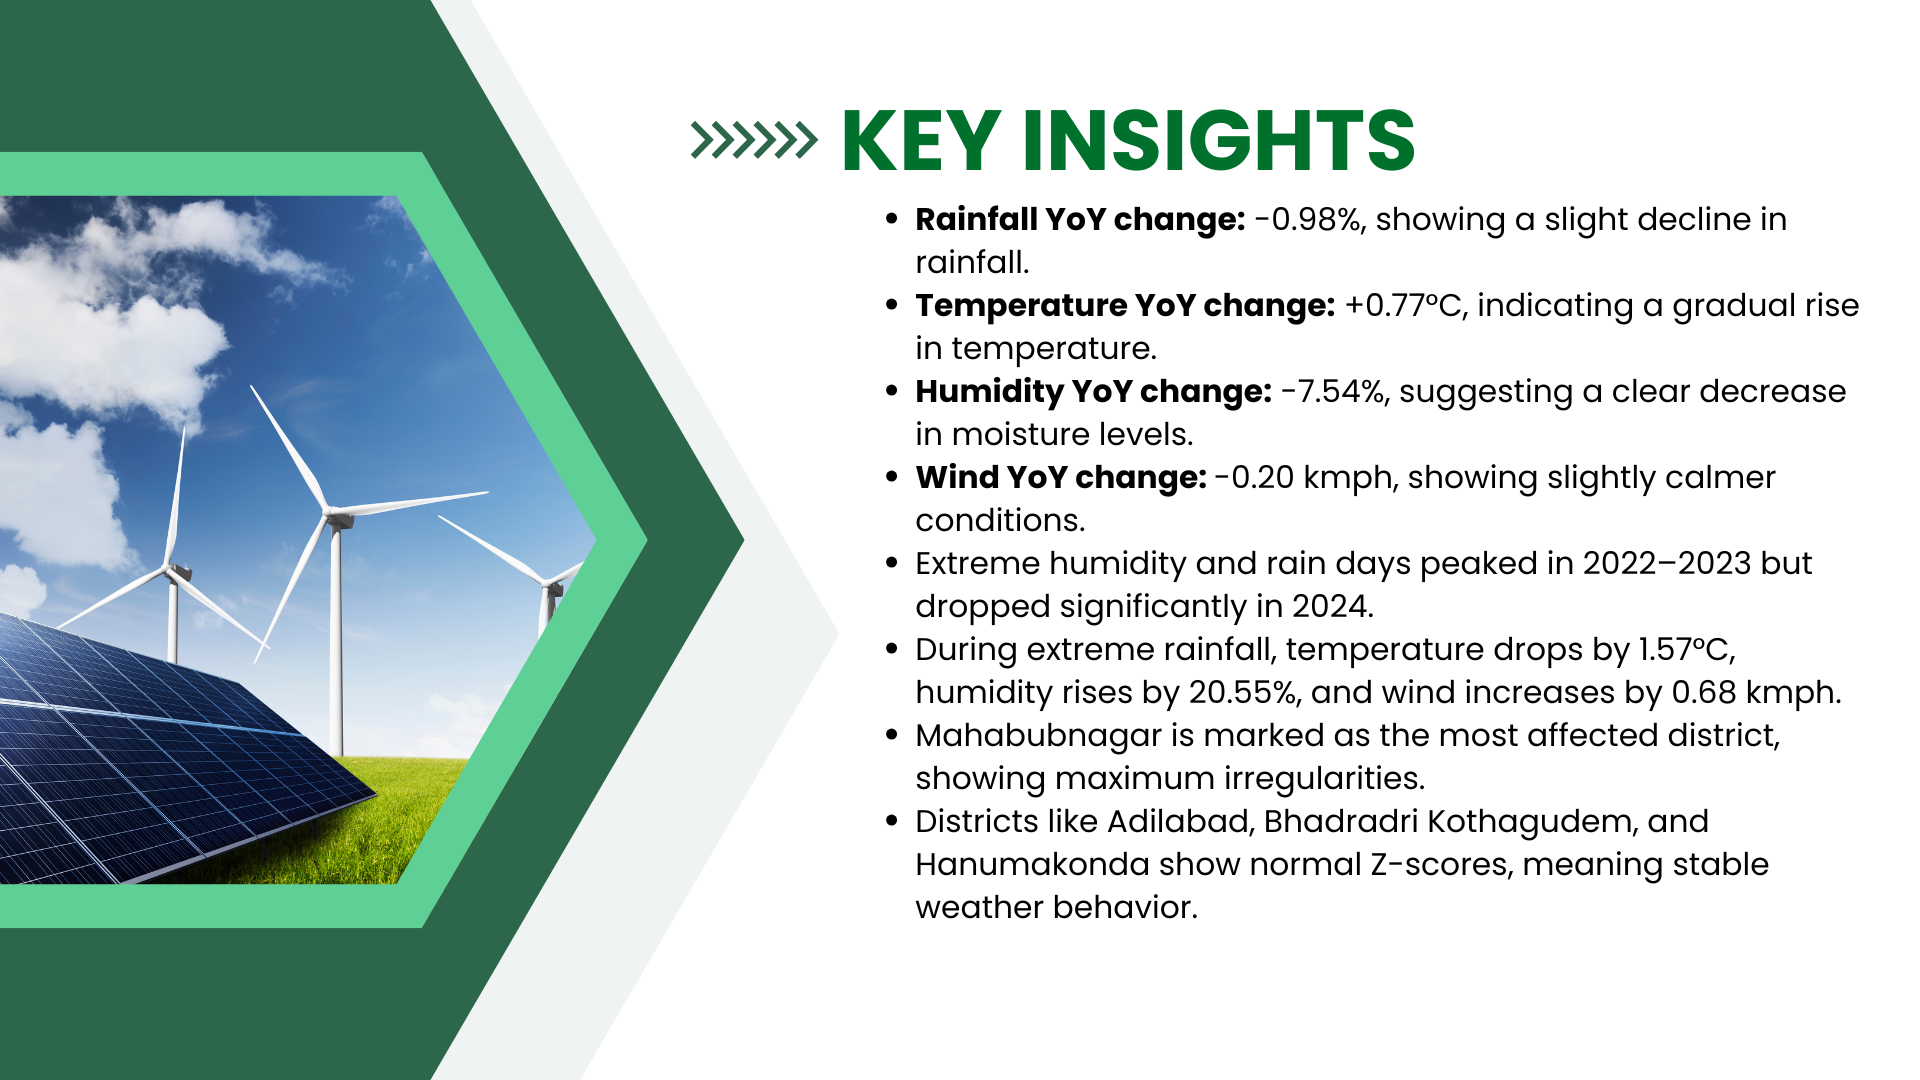 KEY INSIGHTS
• Rainfall YoY change: -0.98%, showing a slight decline in
rainfall.
• Temperature YoY change: +0.77°C, indicating a gradual rise
in temperature.
• Humidity YoY change: -7.54%, suggesting a clear decrease
in moisture levels.
• Wind YoY change: -0.20 kmph, showing slightly calmer
conditions.
• Extreme humidity and rain days peaked in 2022–2023 but
dropped significantly in 2024.
• During extreme rainfall, temperature drops by 1.57°C,
humidity rises by 20.55%, and wind increases by 0.68 kmph.
• Mahabubnagar is marked as the most affected district,
showing maximum irregularities.
• Districts like Adilabad, Bhadradri Kothagudem, and
Hanumakonda show normal Z-scores, meaning stable
weather behavior.